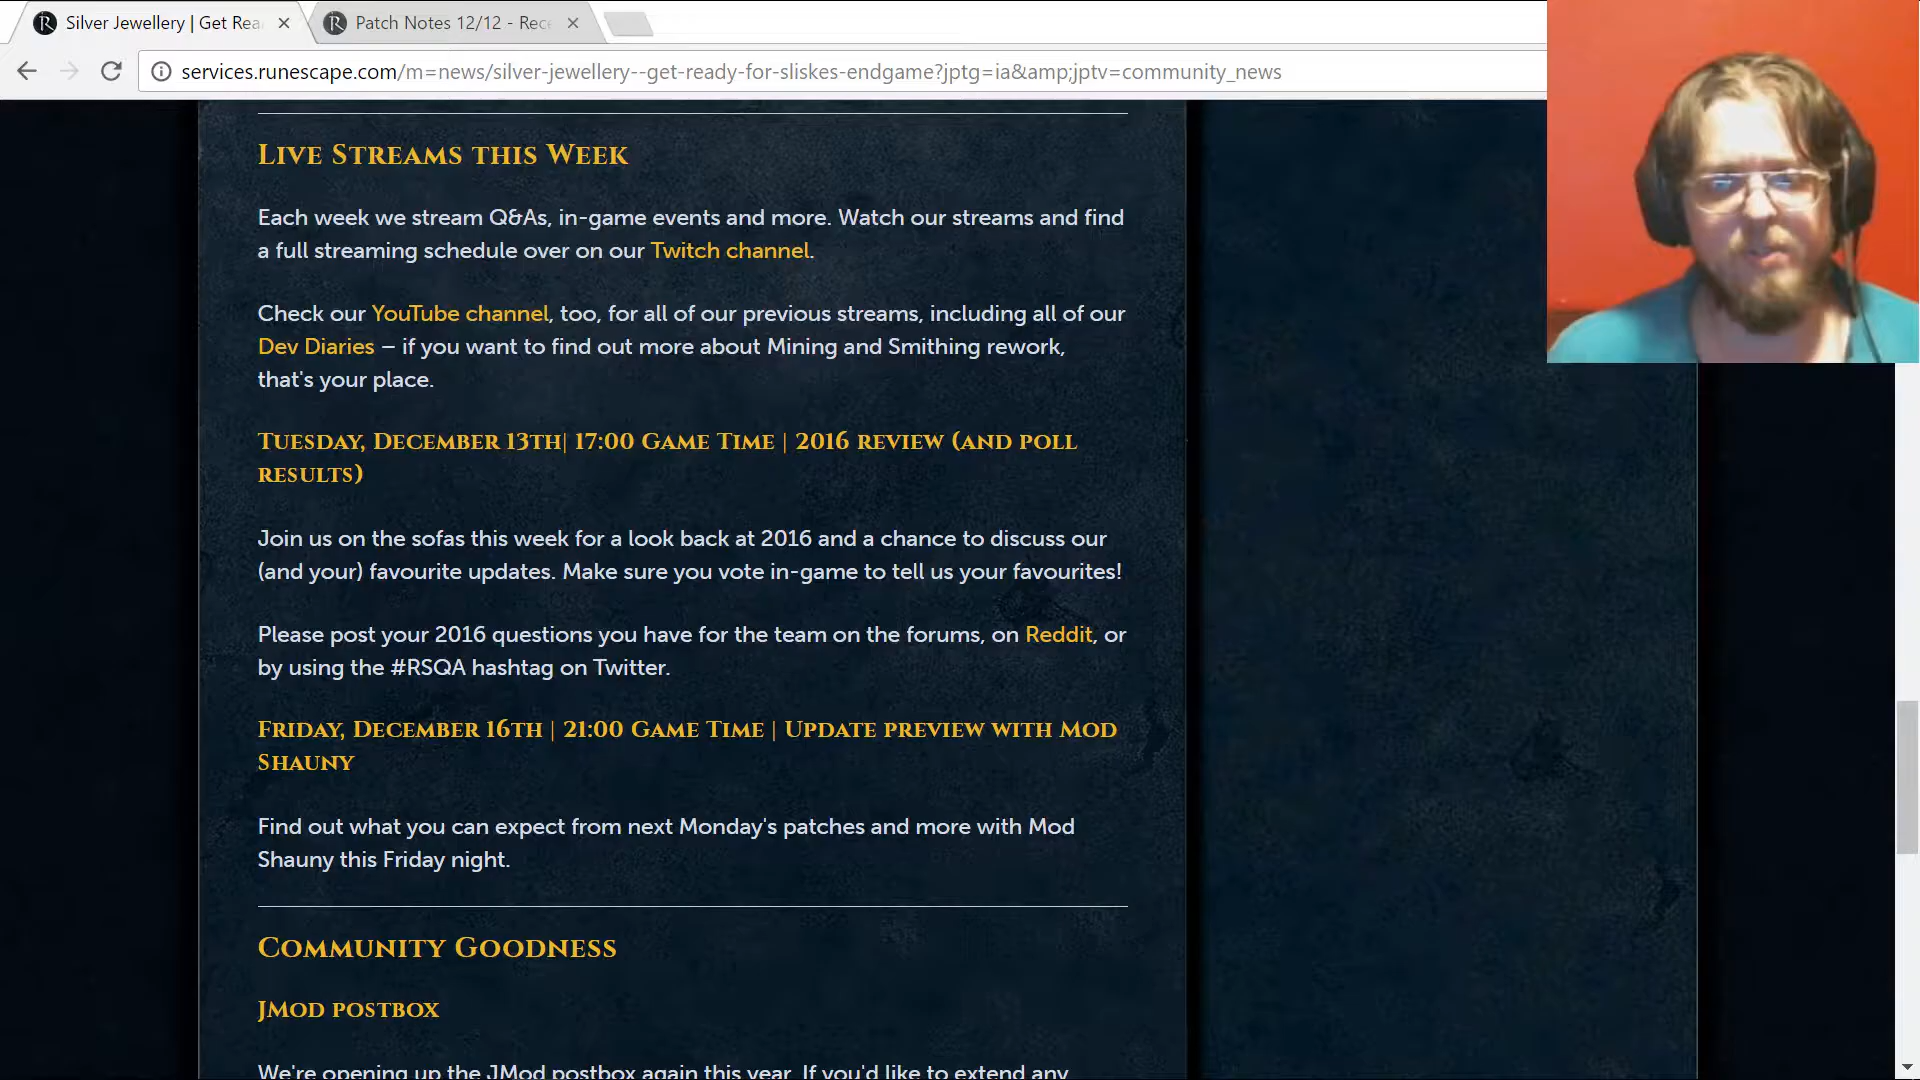 Silver Jewellery | Get Rea
Patch Notes 12/12 - Rece
services.runescape.com/m=news/silver-jewellery--get-ready-for-sliskes-endgame?jptg=ia&amp;jptv=community_news
Live Streams this Week
Each week we stream Q&As, in-game events and more. Watch our streams and find
a full streaming schedule over on our Twitch channel.
Check our YouTube channel, too, for all of our previous streams, including all of our
Dev Diaries – if you want to find out more about Mining and Smithing rework,
that's your place.
Tuesday, December 13th| 17:00 Game Time | 2016 review (and poll
results)
Join us on the sofas this week for a look back at 2016 and a chance to discuss our
(and your) favourite updates. Make sure you vote in-game to tell us your favourites!
Please post your 2016 questions you have for the team on the forums, on Reddit, or
by using the #RSQA hashtag on Twitter.
Friday, December 16th | 21:00 Game Time | Update preview with Mod
Shauny
Find out what you can expect from next Monday's patches and more with Mod
Shauny this Friday night.
Community Goodness
JMod postbox
We're opening up the JMod postbox again this year. If you'd like to extend any